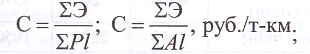 С = ΣЭ/ΣPl; С = ΣЭ/ΣAl, руб./т-км;